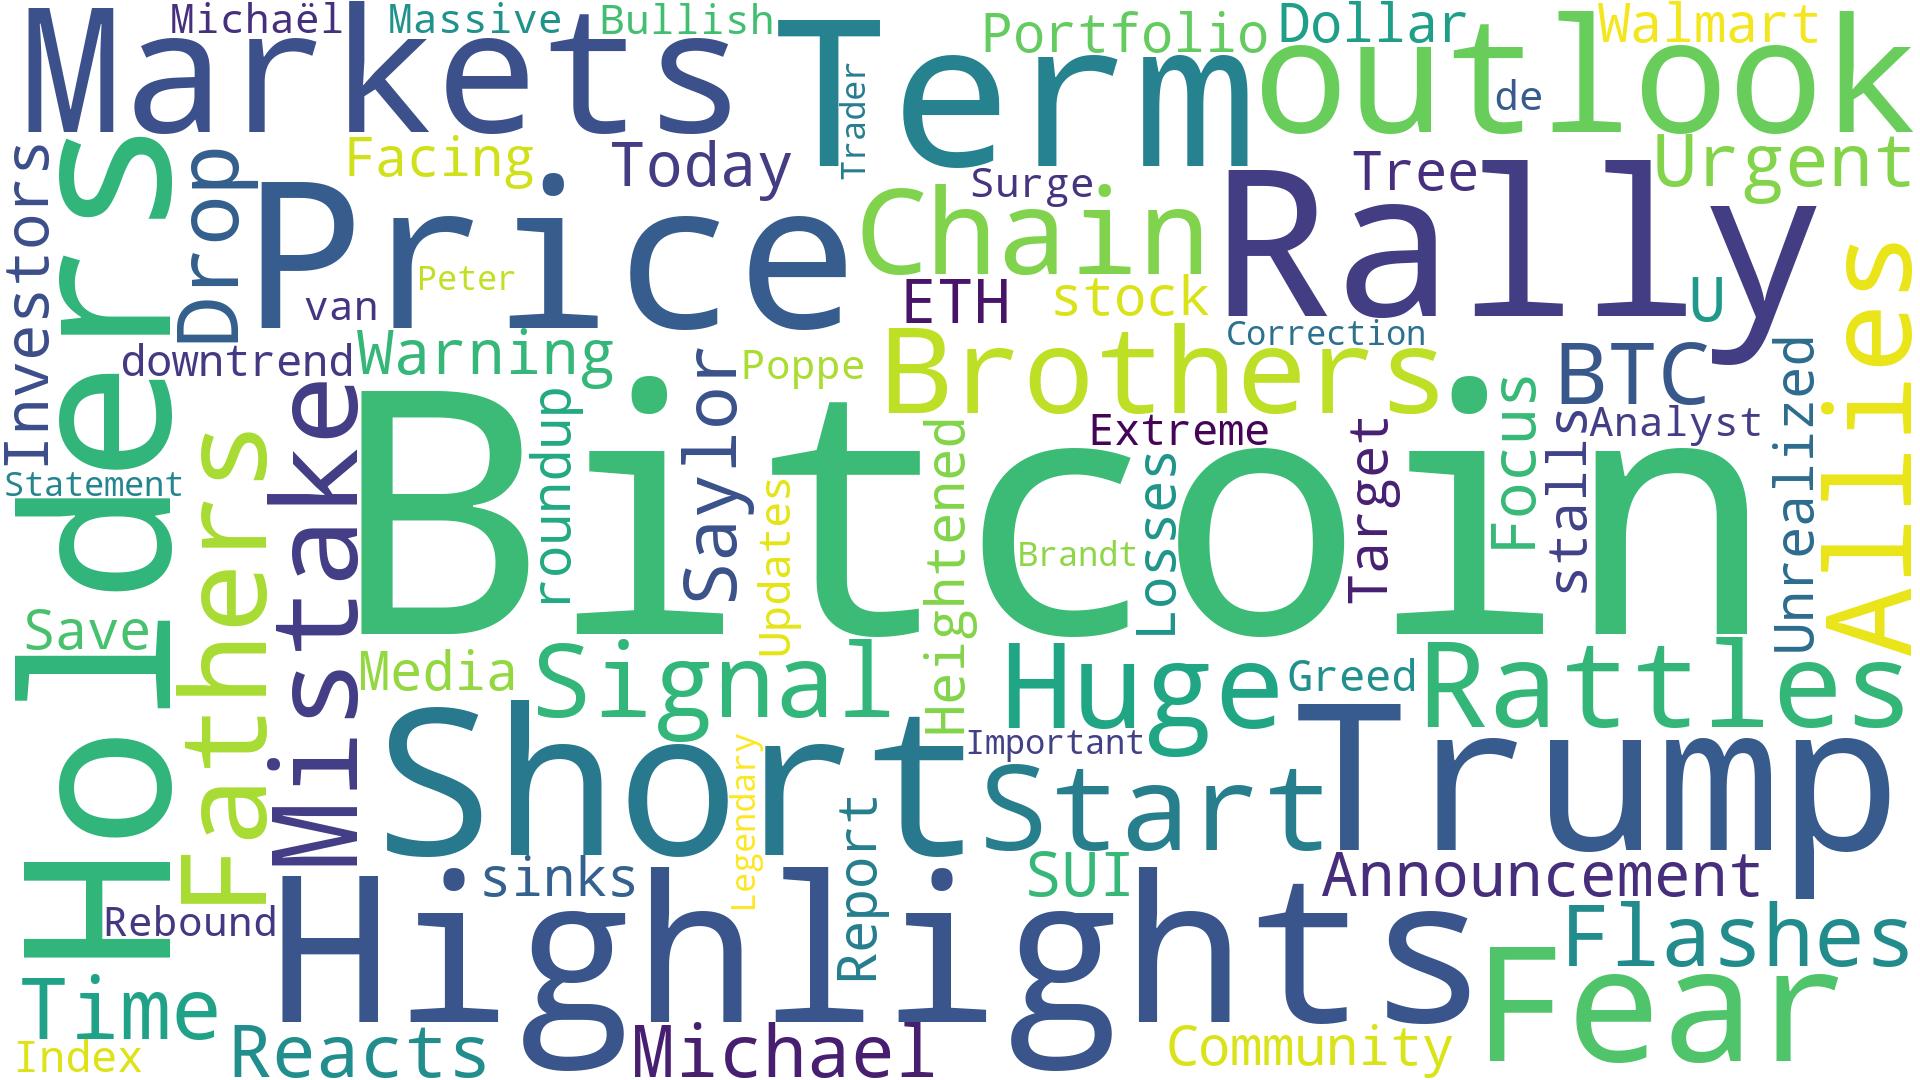 Michaël
Massive
Bullish
Portfolio
Dollar
Walmart
Markets
Term
outlook
de
Trader
Investors
Holders
Drop
Facing
Today
Surge
Tree
Urgent
Price
Peter
van
Chain
Rally
ETH
stock
U
Allies
downtrend
Warning
Poppe
Brothers
Correction
BTC
Unrealized
Mistake
Fathers
Bitcoin
roundup
Saylor
Updates
Heightened
Extreme
Brandt
Losses
Target
Focus
stalls
Analyst
Statement
Save
Media
Signal
Huge
Greed
Rattles
Important
Short
Legendary
Report
Start
Trump
sinks
SUI
Announcement
Rebound
Highlights
Flashes
Fear
Time
Index
Reacts
Michael
Community